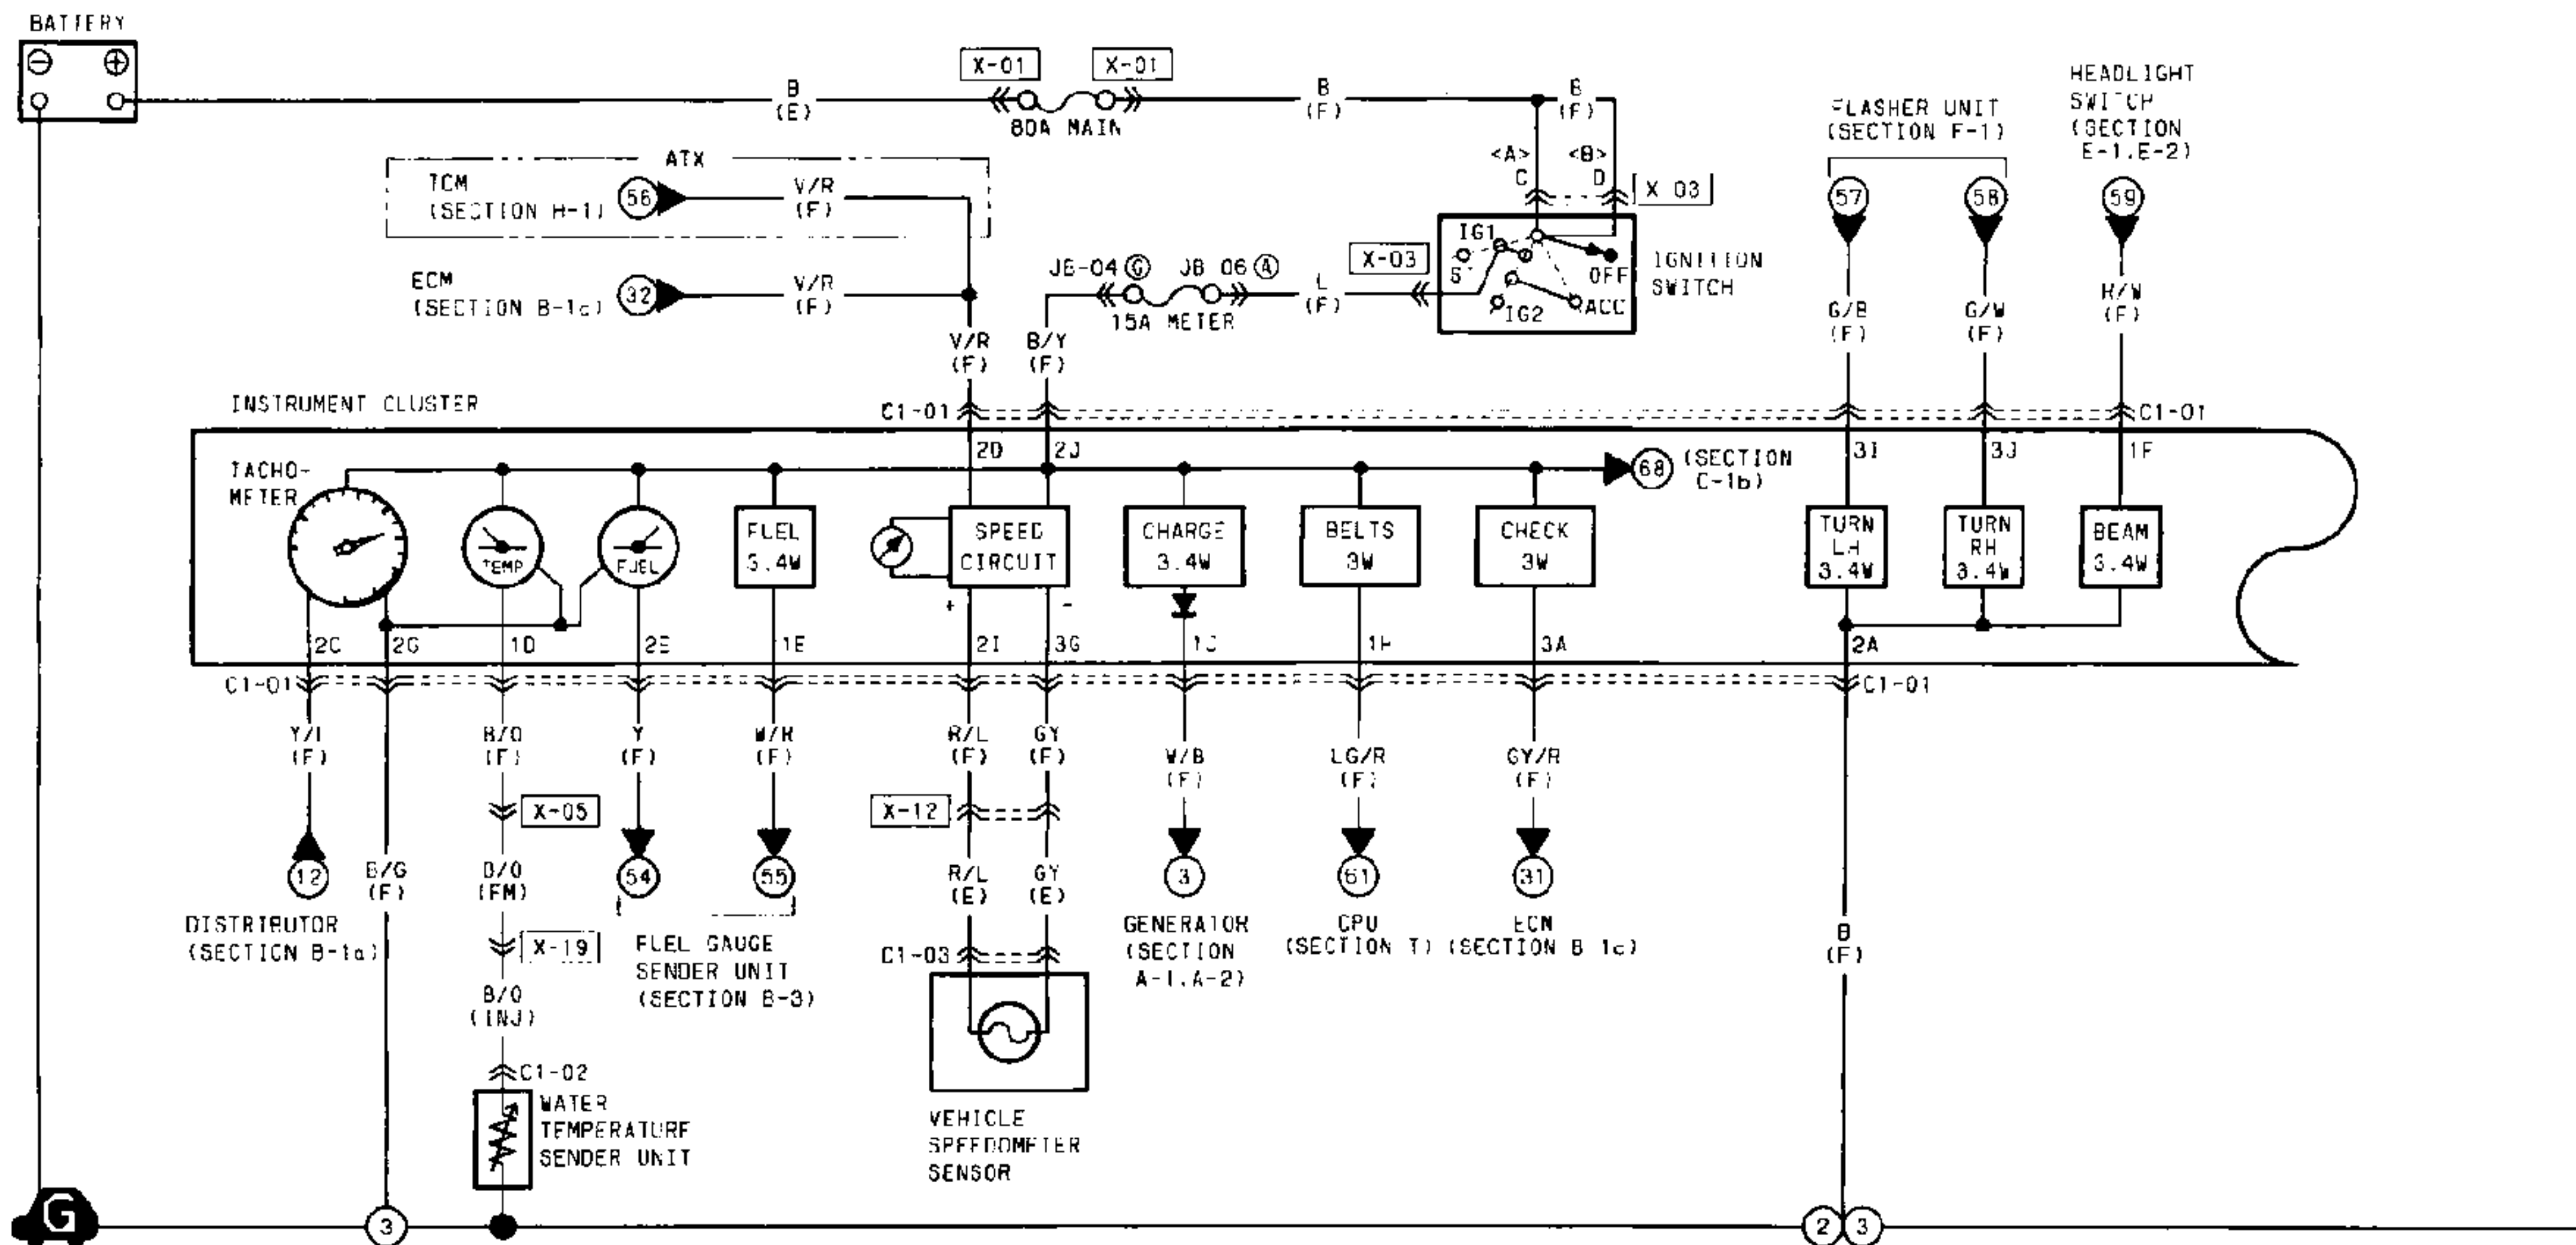 BATTERY
X-01
X-01
B
(E)
80A MAIN
B
(F)
B
(F)
HEADLIGHT
SWITCH
(SECTION
E-1,E-2)
FLASHER UNIT
(SECTION F-1)
ATX
TCM
(SECTION H-1)
56
V/R
(F)
<A>
<B>
C
D
X-03
57
58
59
ECM
(SECTION B-1c)
32
V/R
(F)
JB-04 G
JB-06 A
15A METER
L
(F)
X-03
IG1
OFF
IG2
ACC
IGNITION
SWITCH
V/R
(F)
B/Y
(F)
G/B
(F)
G/W
(F)
R/W
(F)
INSTRUMENT CLUSTER
C1-01
C1-01
TACHO-
METER
2D
2J
68
(SECTION
C-1b)
3I
3J
1F
TEMP
FUEL
FUEL
3.4W
SPEED
CIRCUIT
CHARGE
3.4W
BELTS
3W
CHECK
3W
TURN
LH
3.4W
TURN
RH
3.4W
BEAM
3.4W
+
-
2C
2G
1D
2E
1E
2I
3G
1J
1H
3A
2A
C1-01
C1-01
Y/L
(F)
B/O
(F)
Y
(F)
W/R
(F)
R/L
(F)
GY
(F)
W/B
(F)
LG/R
(F)
GY/R
(F)
X-05
X-12
12
B/G
(F)
B/O
(FM)
54
55
R/L
(E)
GY
(E)
3
61
31
DISTRIBUTOR
(SECTION B-1a)
X-19
FUEL GAUGE
SENDER UNIT
(SECTION B-3)
C1-03
GENERATOR
(SECTION
A-1,A-2)
CPU
(SECTION T)
ECM
(SECTION B-1c)
B
(F)
B/O
(INJ)
C1-02
WATER
TEMPERATURE
SENDER UNIT
VEHICLE
SPEEDOMETER
SENSOR
G
3
2
3